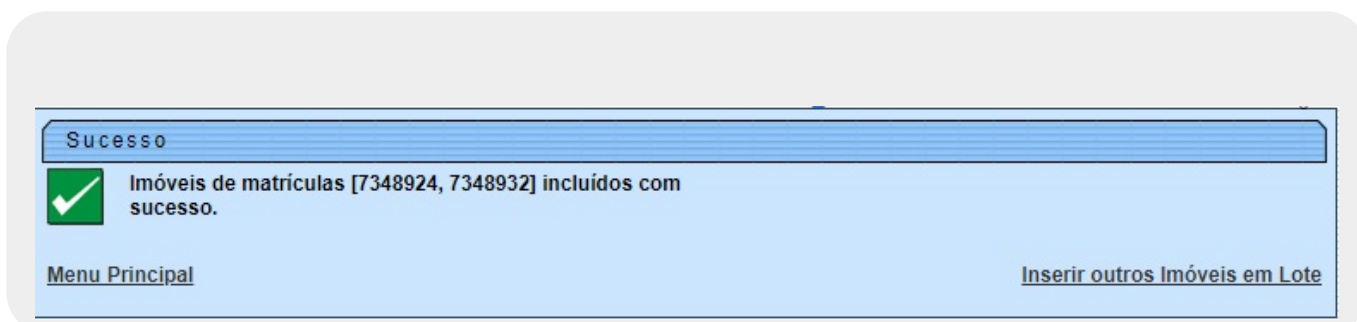 Sucesso
Imóveis de matrículas [7348924, 7348932] incluídos com
sucesso.
Menu Principal
Inserir outros Imóveis em Lote